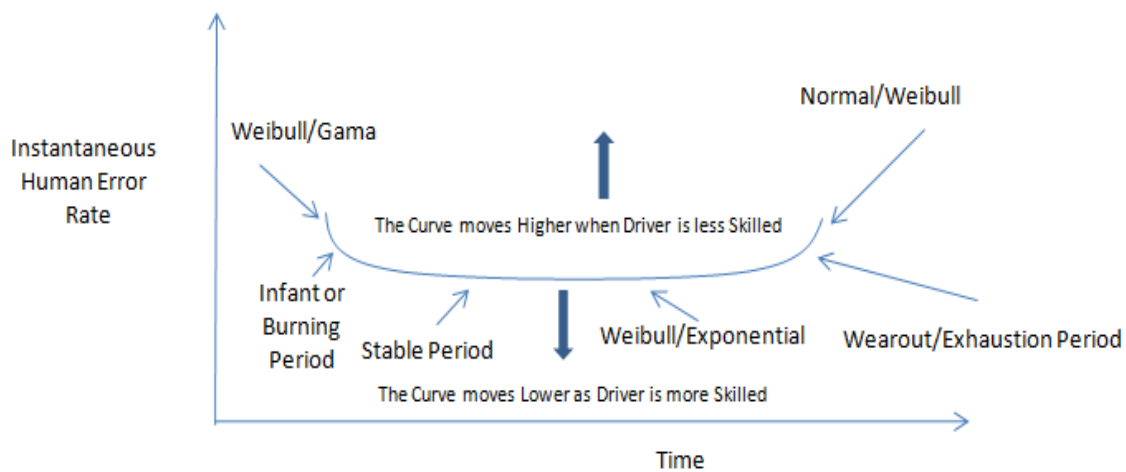 Normal/Weibull
Weibull/Gama
Instantaneous
Human Error
Rate
The Curve moves Higher when Driver is less Skilled
Infant or
Burning
Period
Stable Period
Weibull/Exponential
Wearout/Exhaustion Period
The Curve moves Lower as Driver is more Skilled
Time